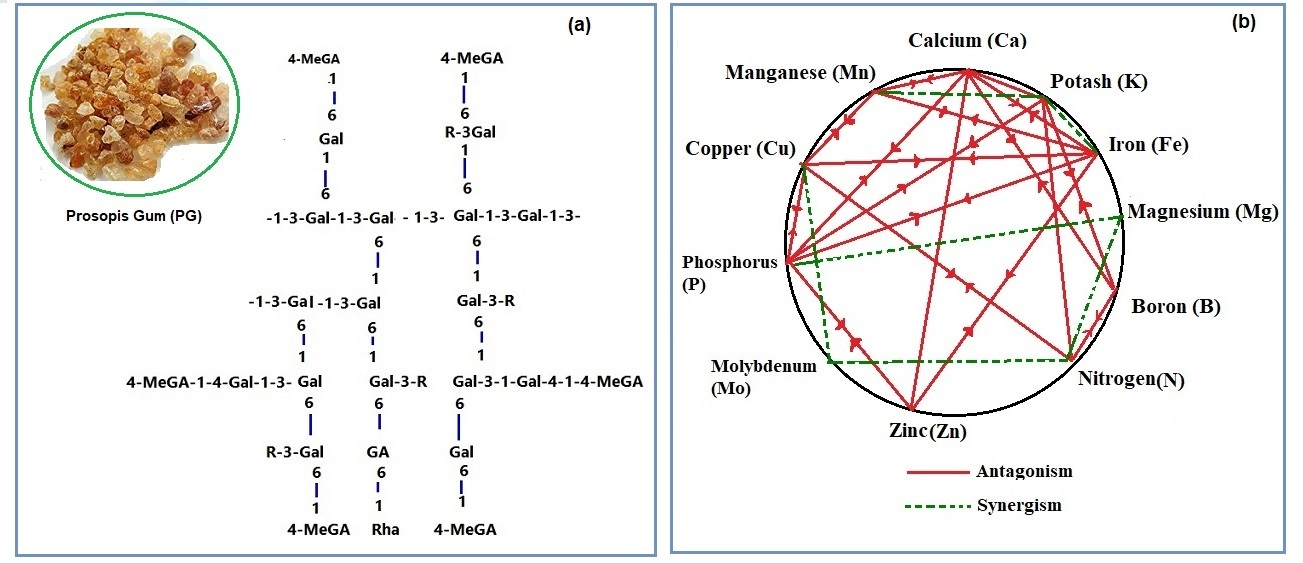 (a)
Prosopis Gum (PG)
4-MeGA 4-MeGA
1 1
6 6
Gal R-3Gal
1 1
6 6
-1-3-Gal-1-3-Gal - 1-3- Gal-1-3-Gal-1-3-
6 6
1 1
-1-3-Gal -1-3-Gal Gal-3-R
6 6 6
1 1 1
4-MeGA-1-4-Gal-1-3- Gal Gal-3-R Gal-3-1-Gal-4-1-4-MeGA
6 6 6
R-3-Gal GA Gal
6 6 6
1 1 1
4-MeGA Rha 4-MeGA
(b)
Calcium (Ca)
Manganese (Mn)
Potash (K)
Copper (Cu)
Iron (Fe)
Magnesium (Mg)
Phosphorus
(P)
Boron (B)
Molybdenum
(Mo)
Nitrogen(N)
Zinc(Zn)
Antagonism
Synergism